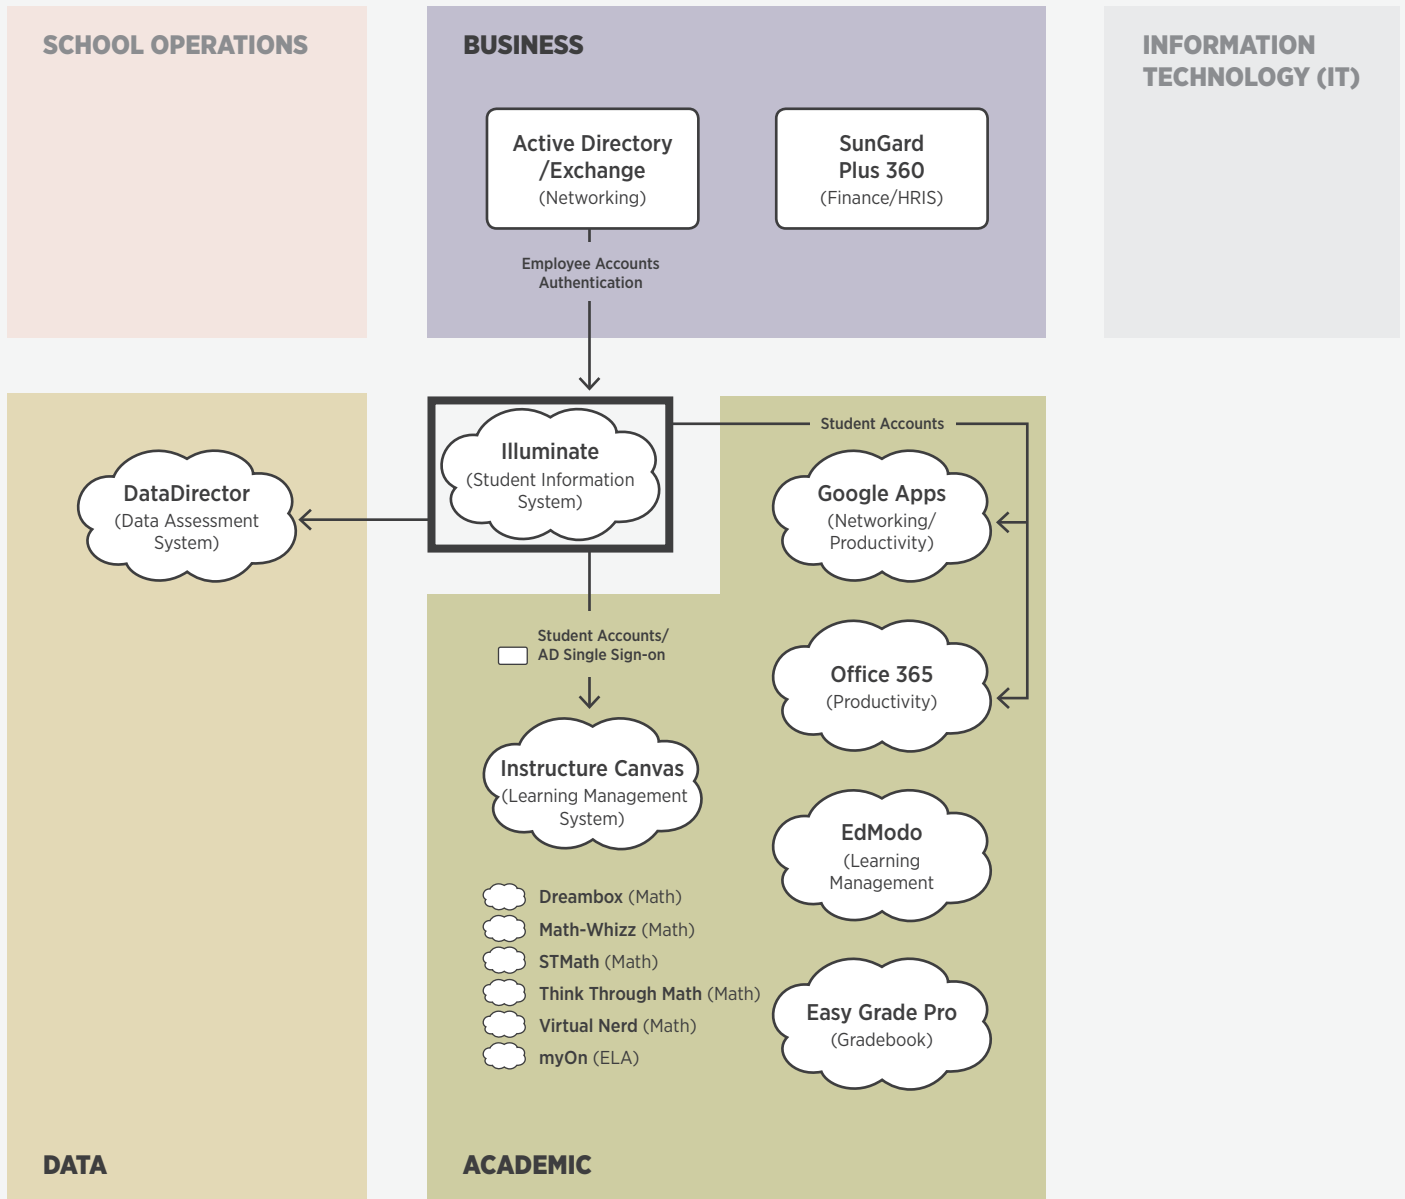 SCHOOL OPERATIONS
BUSINESS
INFORMATION
TECHNOLOGY (IT)
Active Directory
/Exchange
(Networking)
SunGard
Plus 360
(Finance/HRIS)
Employee Accounts
Authentication
Illuminate
(Student Information
System)
Student Accounts
DataDirector
(Data Assessment
System)
Google Apps
(Networking/
Productivity)
Student Accounts/
AD Single Sign-on
Office 365
(Productivity)
Instructure Canvas
(Learning Management
System)
EdModo
(Learning
Management
Dreambox (Math)
Math-Whizz (Math)
STMath (Math)
Think Through Math (Math)
Virtual Nerd (Math)
myOn (ELA)
Easy Grade Pro
(Gradebook)
DATA
ACADEMIC